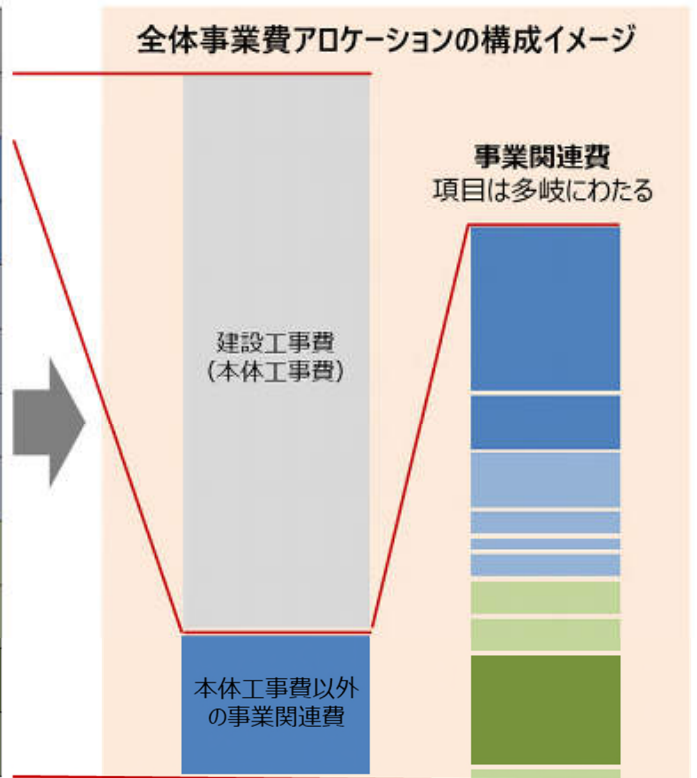 全体事業費アロケーションの構成イメージ
事業関連費
項目は多岐にわたる
建設工事費
（本体工事費）
本体工事費以外
の事業関連費